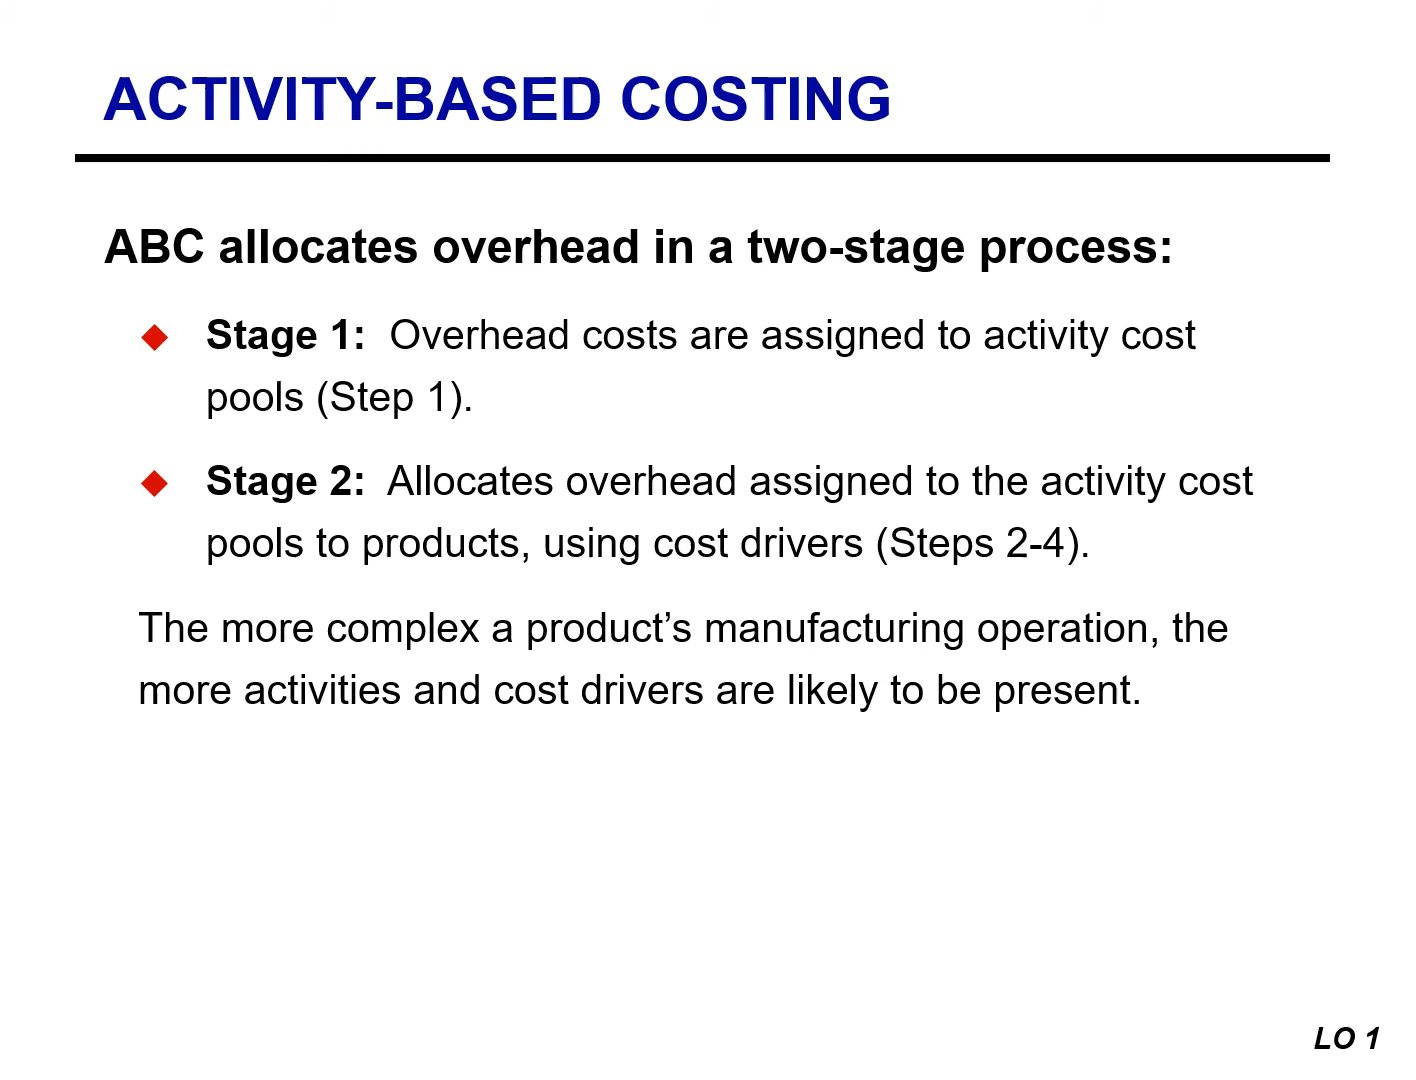 ACTIVITY-BASED COSTING
ABC allocates overhead in a two-stage process:
Stage 1: Overhead costs are assigned to activity cost
pools (Step 1).
Stage 2: Allocates overhead assigned to the activity cost
pools to products, using cost drivers (Steps 2-4).
The more complex a product’s manufacturing operation, the
more activities and cost drivers are likely to be present.
LO 1